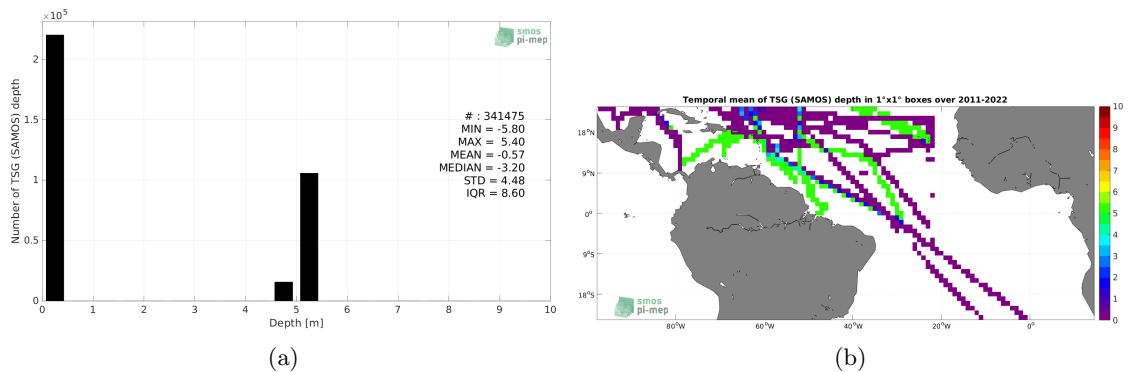 ×10⁵
smos
pi-mep
2
1.5
1
0.5
0
Number of TSG (SAMOS) depth
# : 341475
MIN = -5.80
MAX = 5.40
MEAN = -0.57
MEDIAN = -3.20
STD = 4.48
IQR = 8.60
0 1 2 3 4 5 6 7 8 9 10
Depth [m]
(a)
Temporal mean of TSG (SAMOS) depth in 1°x1° boxes over 2011-2022
18°N
9°N
0°
9°S
18°S
80°W 60°W 40°W 20°W 0°
10
9
8
7
6
5
4
3
2
1
0
smos
pi-mep
(b)